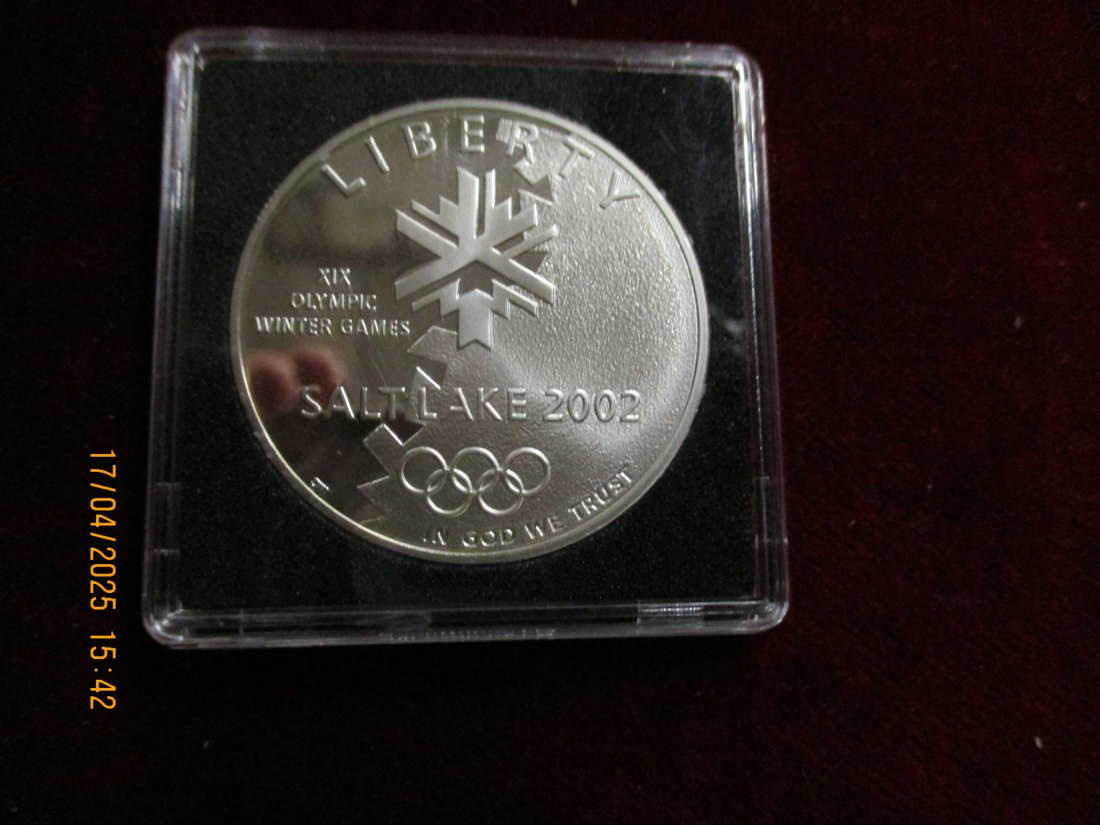 LIBERTY
XIX
OLYMPIC
WINTER GAMES
SALT LAKE 2002
IN GOD WE TRUST
17/04/2025 15:42